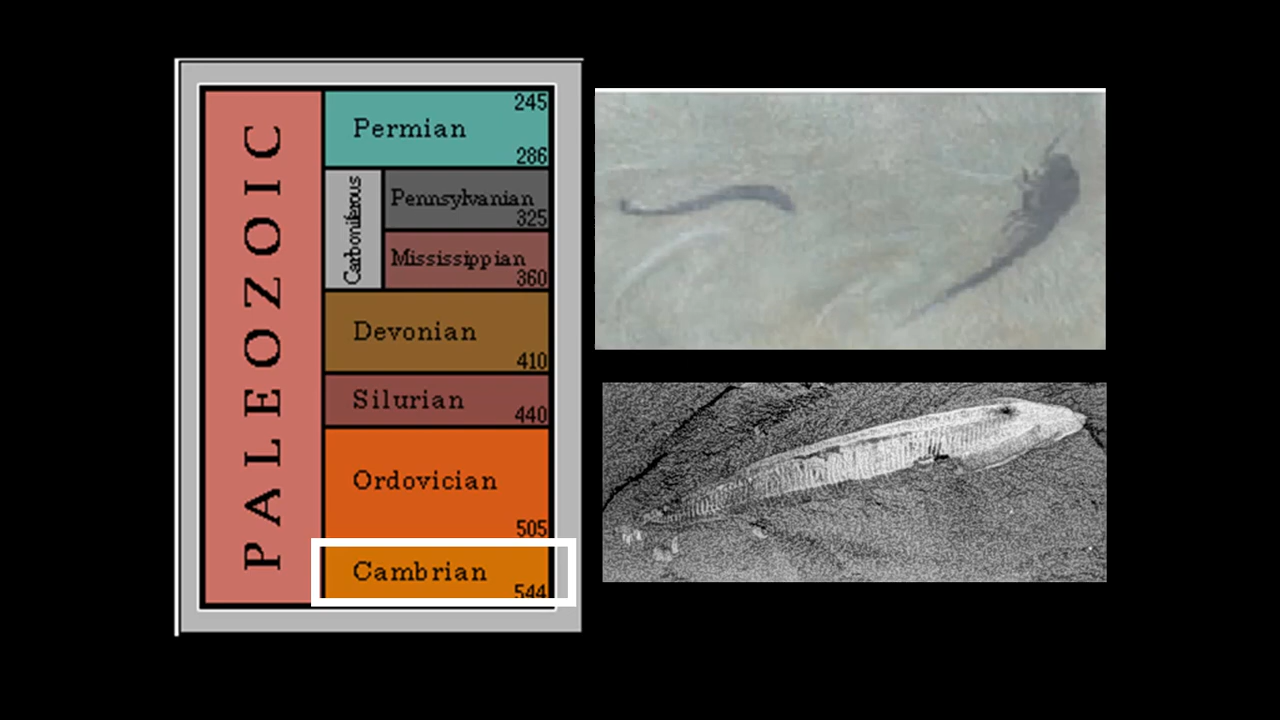 PALEOZOIC
245
Permian
286
Carboniferous
Pennsylvanian
325
Mississippian
360
Devonian
410
Silurian
440
Ordovician
505
Cambrian
544